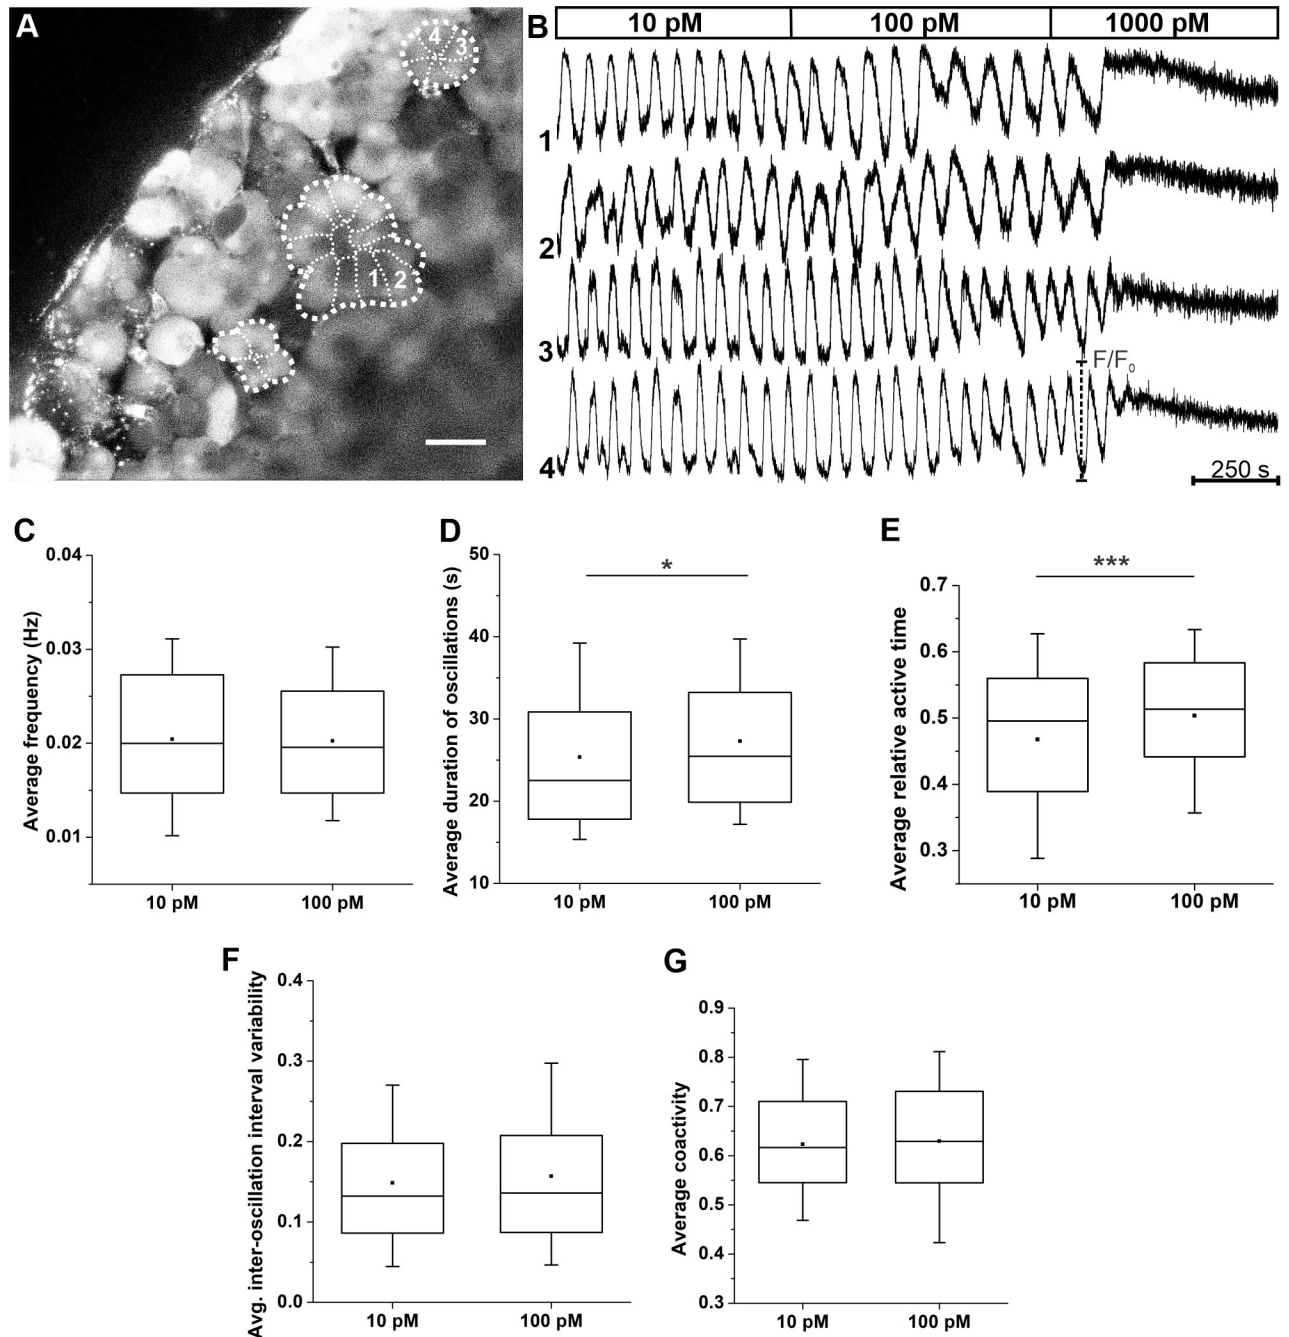 A
4 3
1 2
B
10 pM 100 pM 1000 pM
1
2
3
F/F0
4
250 s
C
Average frequency (Hz)
0.04
0.03
0.02
0.01
10 pM 100 pM
D
Average duration of oscillations (s)
50
40
30
20
10
*
10 pM 100 pM
E
Average relative active time
0.7
0.6
0.5
0.4
0.3
***
10 pM 100 pM
F
Avg. inter-oscillation interval variability
0.4
0.3
0.2
0.1
0.0
10 pM 100 pM
G
Average coactivity
0.9
0.8
0.7
0.6
0.5
0.4
0.3
10 pM 100 pM